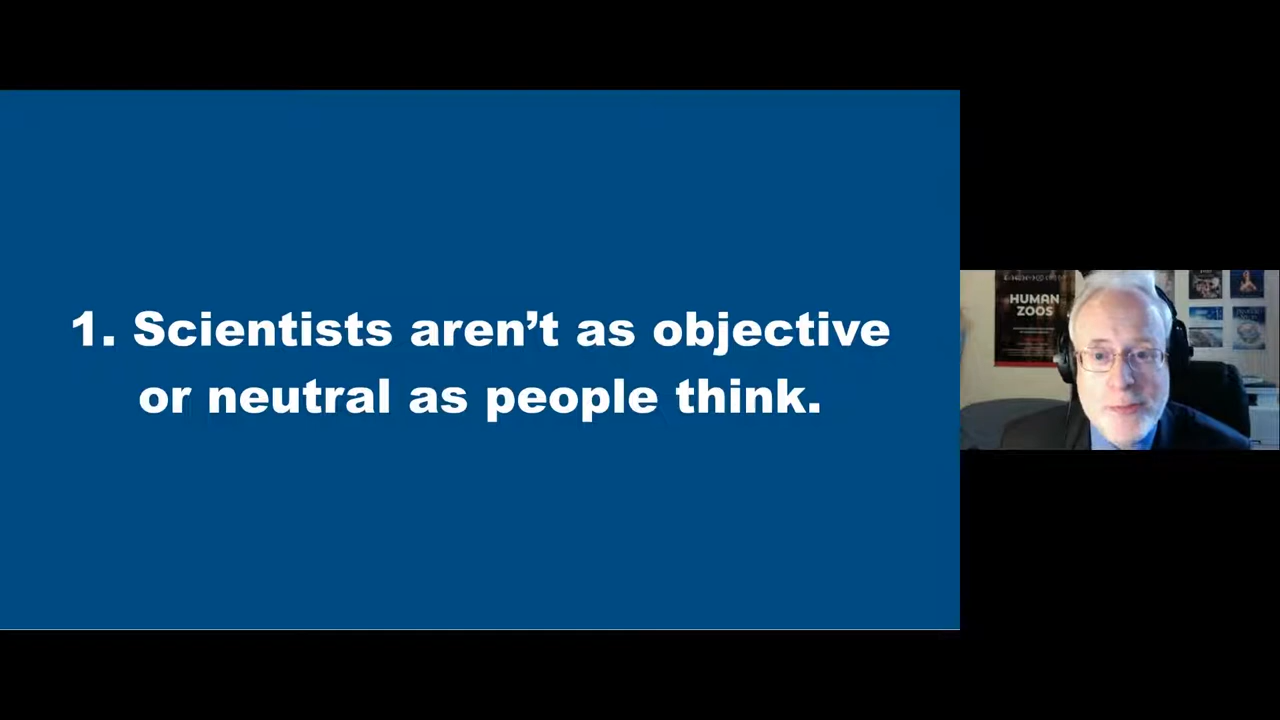 1. Scientists aren’t as objective
or neutral as people think.
HUMAN
ZOOS